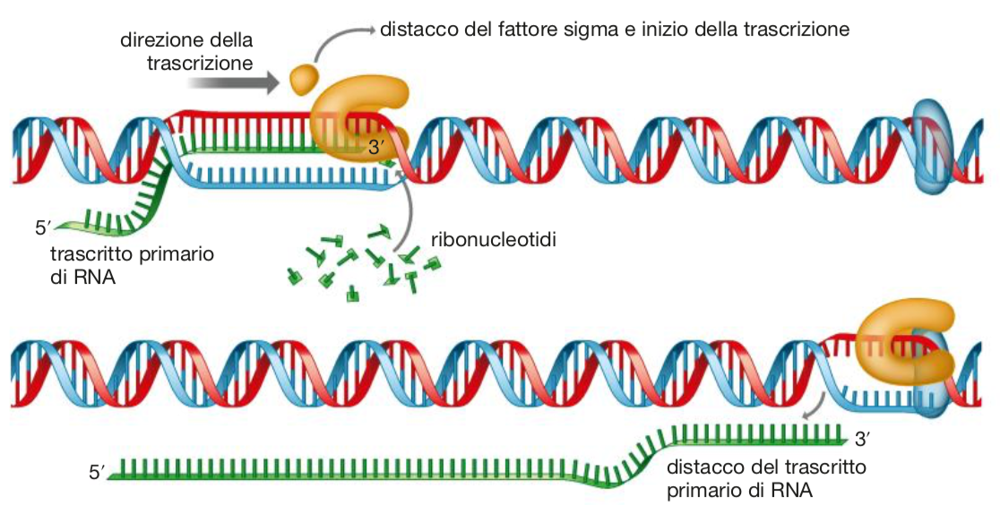 distacco del fattore sigma e inizio della trascrizione
direzione della
trascrizione
3′
5′
trascritto primario
di RNA
ribonucleotidi
3′
5′
distacco del trascritto
primario di RNA